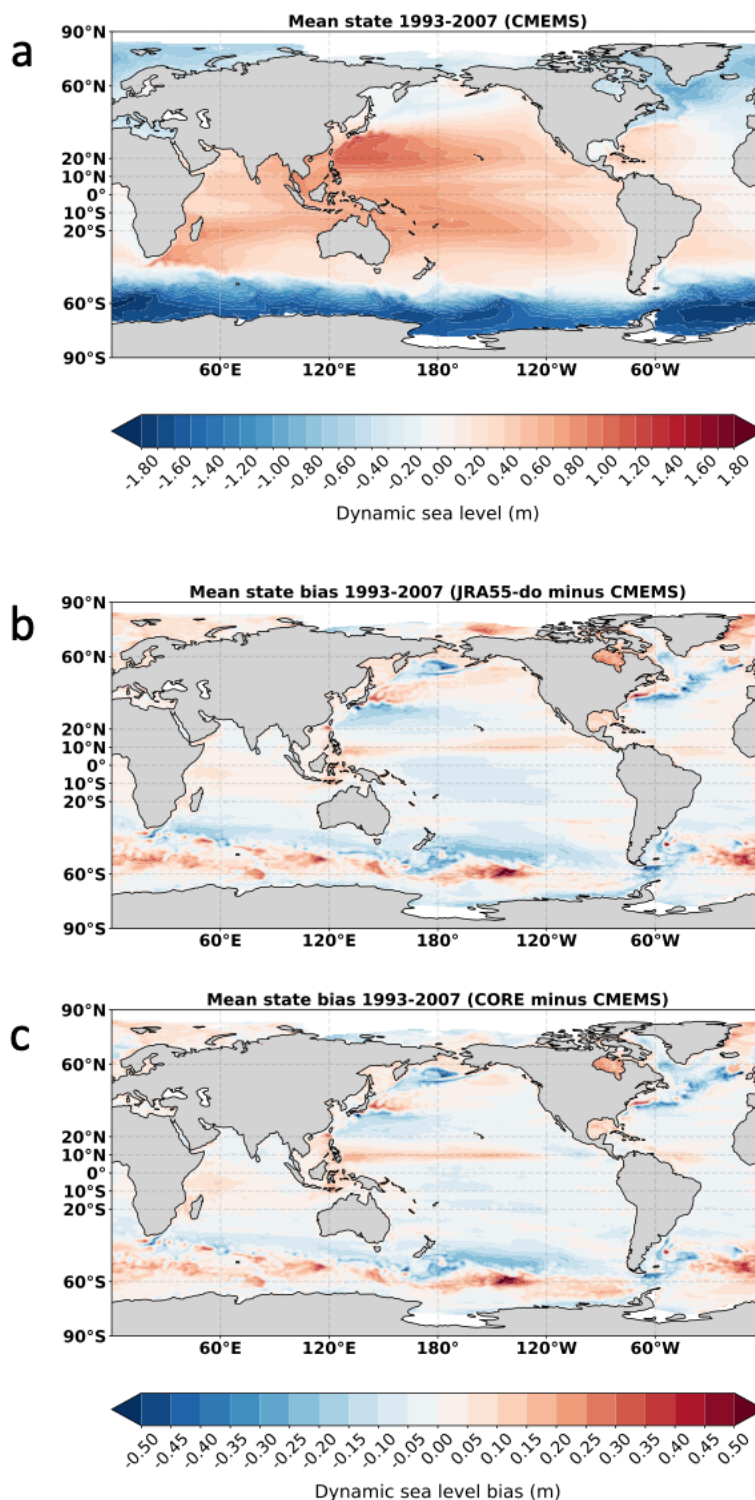 a
Mean state 1993-2007 (CMEMS)
90°N
60°N
20°N
10°N
0°
10°S
20°S
60°S
90°S
60°E 120°E 180° 120°W 60°W
-1.80 -1.60 -1.40 -1.20 -1.00 -0.80 -0.60 -0.40 -0.20 0.00 0.20 0.40 0.60 0.80 1.00 1.20 1.40 1.60 1.80
Dynamic sea level (m)
b
Mean state bias 1993-2007 (JRA55-do minus CMEMS)
90°N
60°N
20°N
10°N
0°
10°S
20°S
60°S
90°S
60°E 120°E 180° 120°W 60°W
c
Mean state bias 1993-2007 (CORE minus CMEMS)
90°N
60°N
20°N
10°N
0°
10°S
20°S
60°S
90°S
60°E 120°E 180° 120°W 60°W
-0.50 -0.45 -0.40 -0.35 -0.30 -0.25 -0.20 -0.15 -0.10 -0.05 0.00 0.05 0.10 0.15 0.20 0.25 0.30 0.35 0.40 0.45 0.50
Dynamic sea level bias (m)